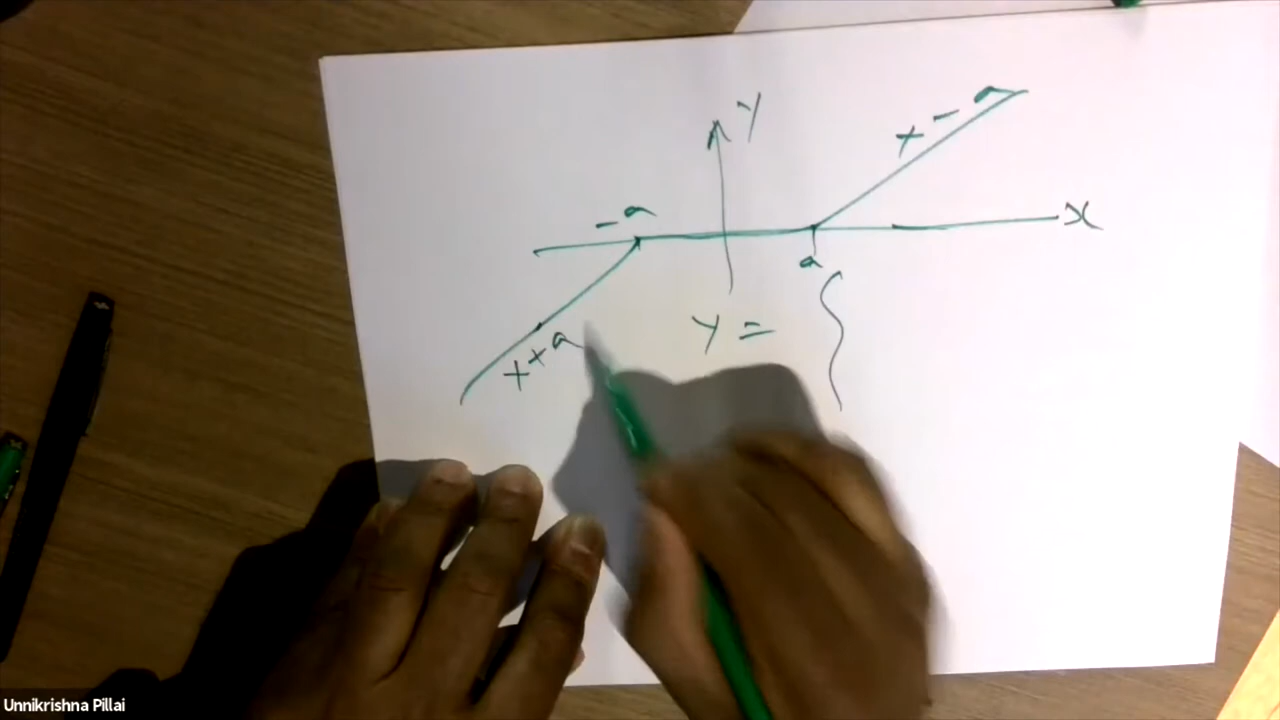 Y
x - a
- a
x
a
x + a
Y = {
Unnikrishna Pillai